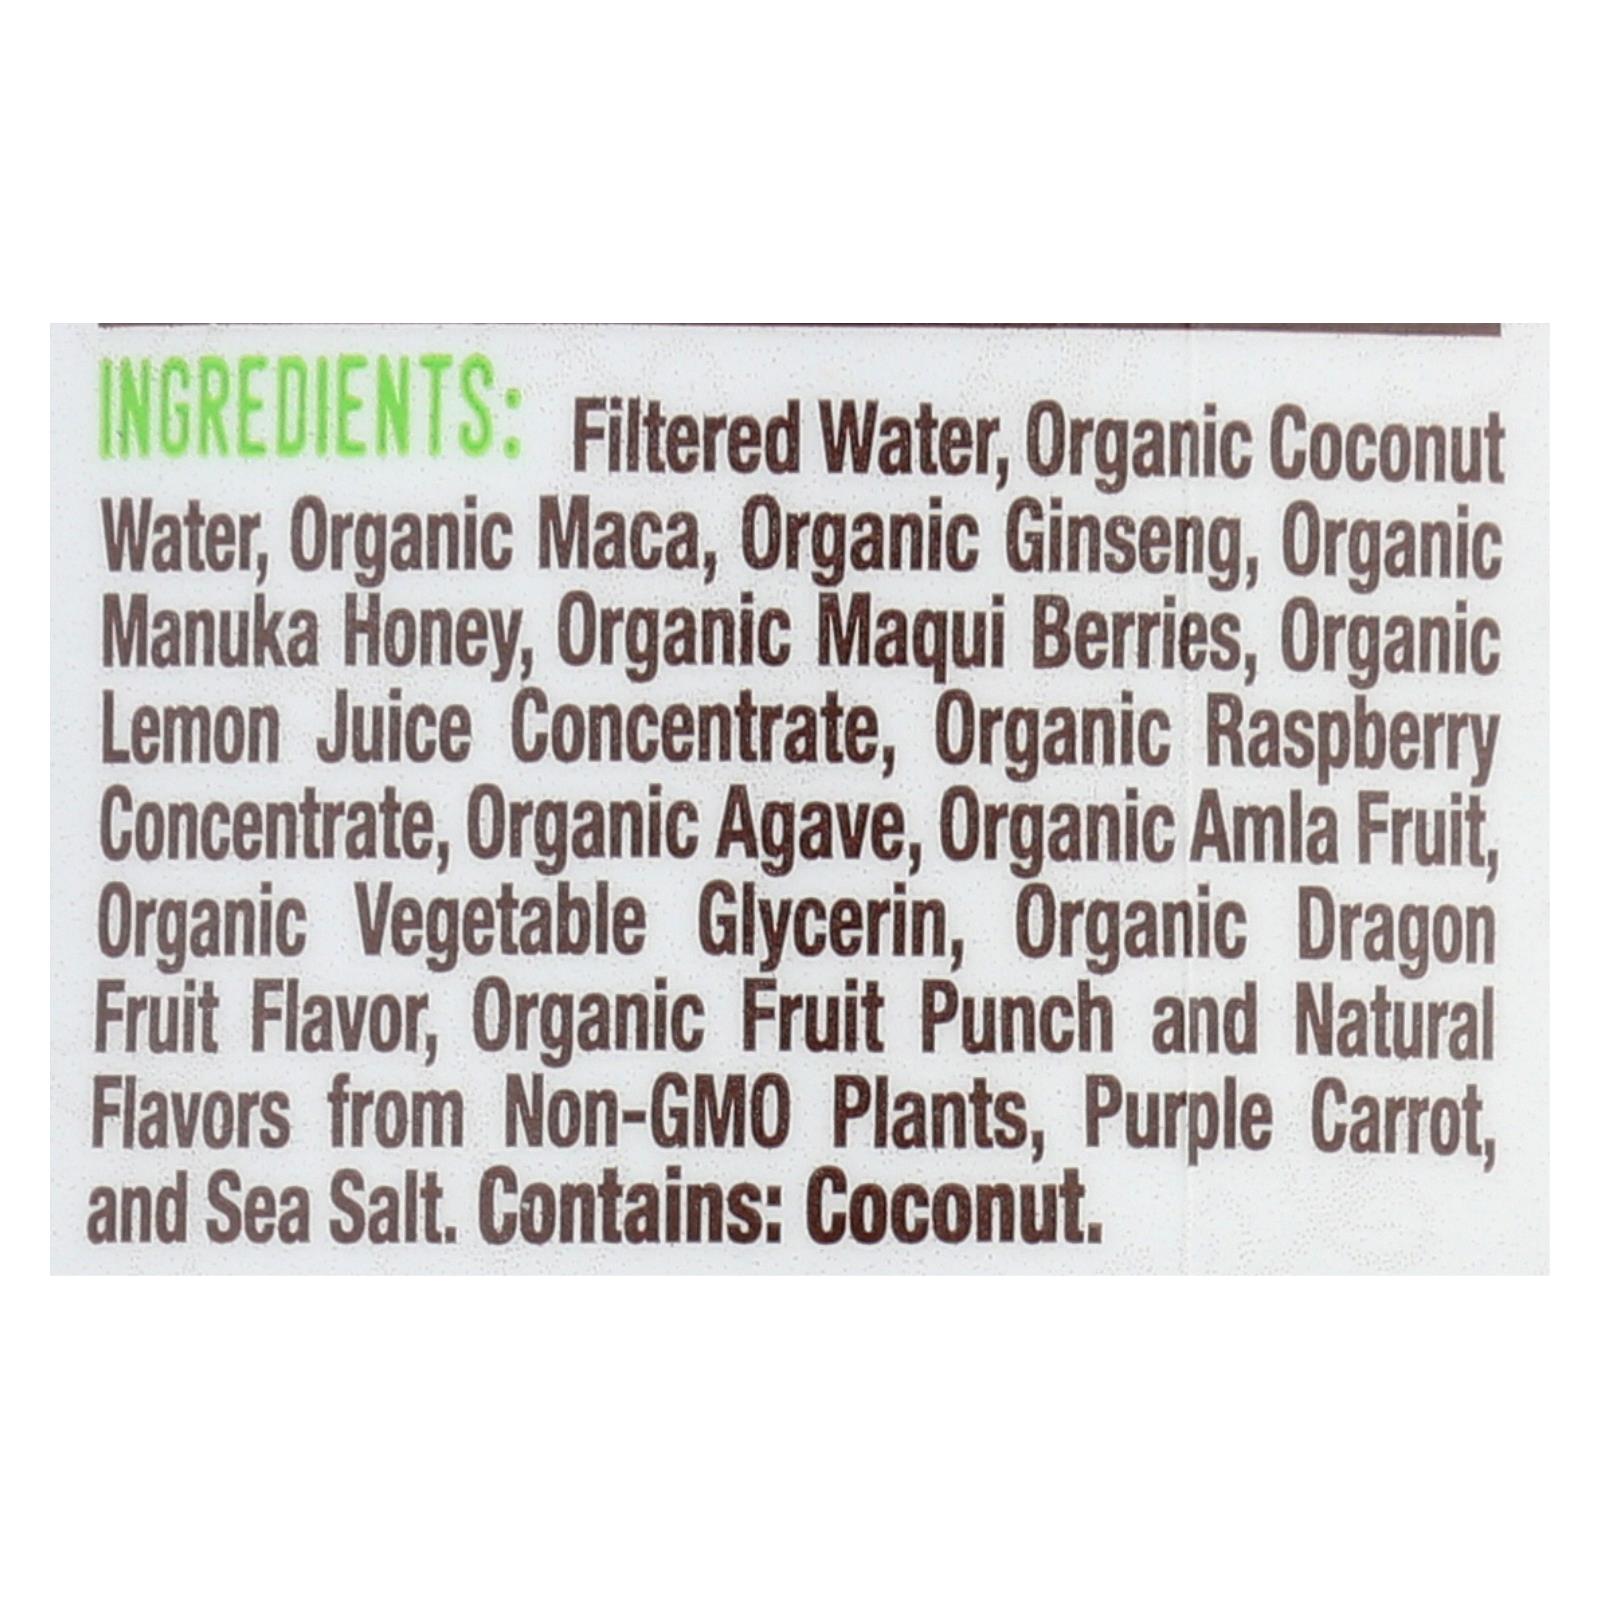 INGREDIENTS: Filtered Water, Organic Coconut
Water, Organic Maca, Organic Ginseng, Organic
Manuka Honey, Organic Maqui Berries, Organic
Lemon Juice Concentrate, Organic Raspberry
Concentrate, Organic Agave, Organic Amla Fruit,
Organic Vegetable Glycerin, Organic Dragon
Fruit Flavor, Organic Fruit Punch and Natural
Flavors from Non-GMO Plants, Purple Carrot,
and Sea Salt. Contains: Coconut.